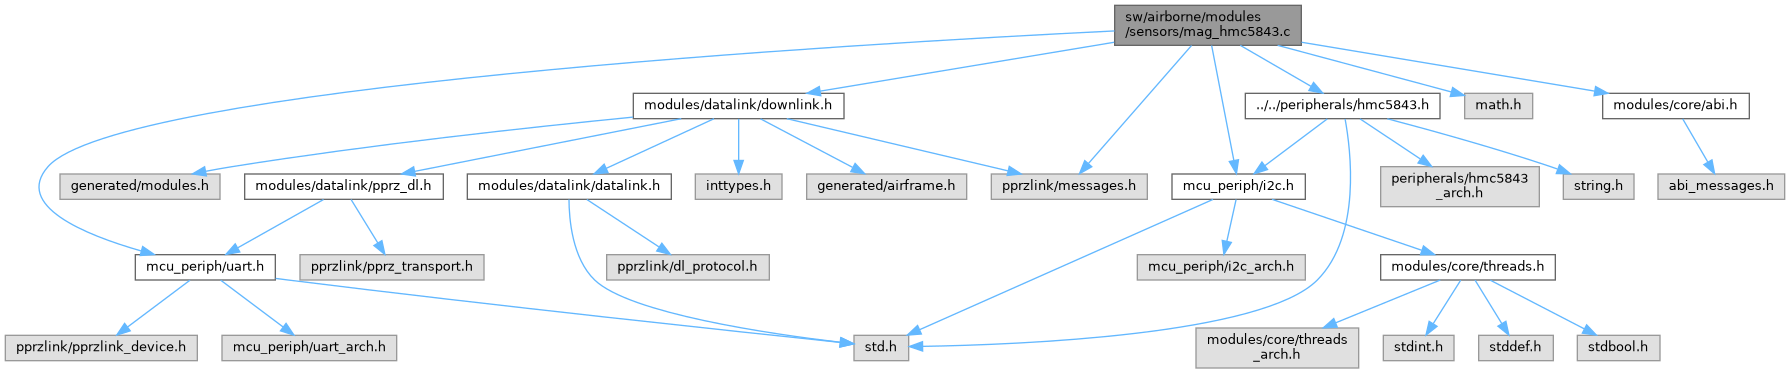 sw/airborne/modules
/sensors/mag_hmc5843.c
modules/datalink/downlink.h
../../peripherals/hmc5843.h
math.h
modules/core/abi.h
generated/modules.h
modules/datalink/pprz_dl.h
modules/datalink/datalink.h
inttypes.h
generated/airframe.h
pprzlink/messages.h
mcu_periph/i2c.h
peripherals/hmc5843
_arch.h
string.h
abi_messages.h
mcu_periph/uart.h
pprzlink/pprz_transport.h
pprzlink/dl_protocol.h
mcu_periph/i2c_arch.h
modules/core/threads.h
pprzlink/pprzlink_device.h
mcu_periph/uart_arch.h
std.h
modules/core/threads
_arch.h
stdint.h
stddef.h
stdbool.h